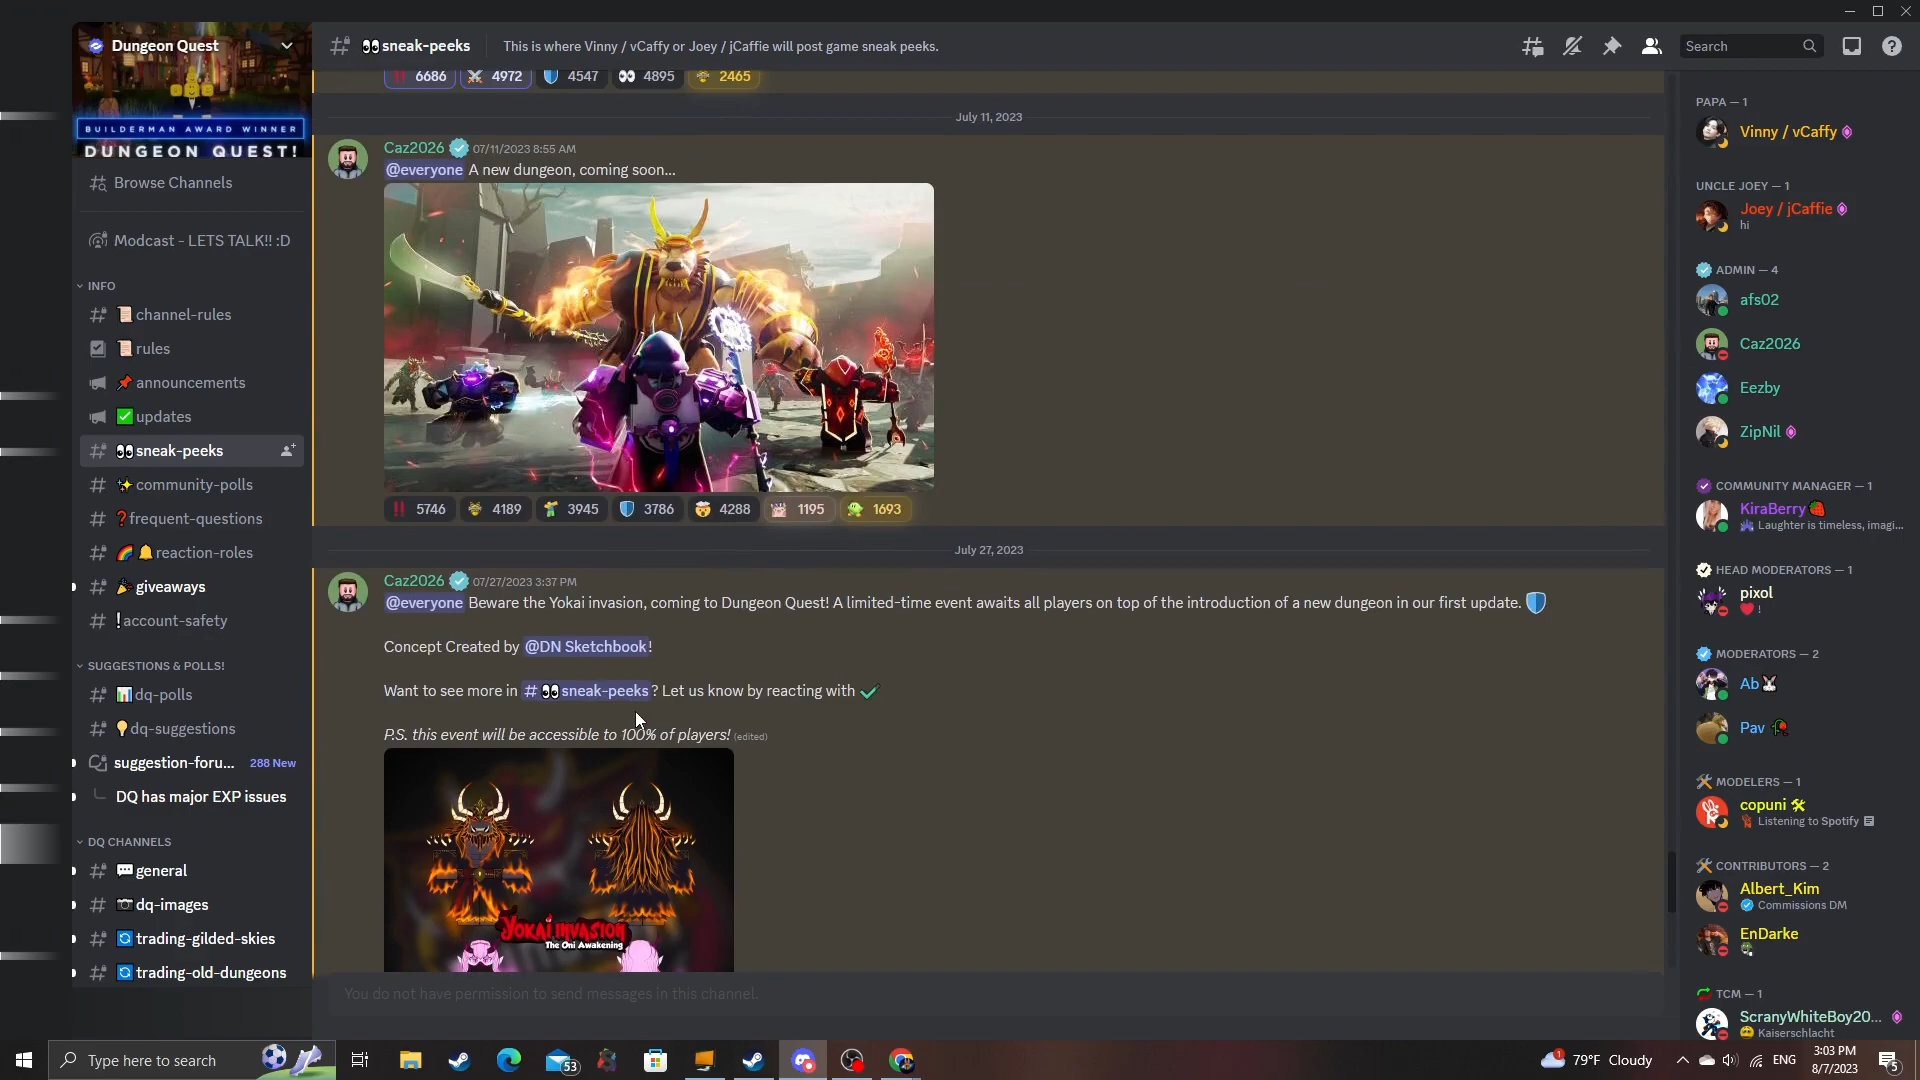 Dungeon Quest
BUILDERMAN AWARD WINNER
DUNGEON QUEST!
Browse Channels
Modcast - LETS TALK!! :D
INFO
channel-rules
rules
announcements
updates
sneak-peeks
community-polls
frequent-questions
reaction-roles
giveaways
account-safety
SUGGESTIONS & POLLS!
dq-polls
dq-suggestions
suggestion-foru... 288 New
DQ has major EXP issues
DQ CHANNELS
general
dq-images
trading-gilded-skies
trading-old-dungeons
sneak-peeks
This is where Vinny / vCaffy or Joey / jCaffie will post game sneak peeks.
Search
6686 4972 4547 4895 2465
July 11, 2023
Caz2026 07/11/2023 8:55 AM
@everyone A new dungeon, coming soon...
5746 4189 3945 3786 4288 1195 1693
July 27, 2023
Caz2026 07/27/2023 3:37 PM
@everyone Beware the Yokai invasion, coming to Dungeon Quest! A limited-time event awaits all players on top of the introduction of a new dungeon in our first update.
Concept Created by @DN Sketchbook!
Want to see more in # sneak-peeks? Let us know by reacting with
P.S. this event will be accessible to 100% of players! (edited)
YOKAI INVASION
The Oni Awakening
You do not have permission to send messages in this channel.
PAPA — 1
Vinny / vCaffy
UNCLE JOEY — 1
Joey / jCaffie
hi
ADMIN — 4
afs02
Caz2026
Eezby
ZipNil
COMMUNITY MANAGER — 1
KiraBerry
Laughter is timeless, imagi...
HEAD MODERATORS — 1
pixol
!
MODERATORS — 2
Ab
Pav
MODELERS — 1
copuni
Listening to Spotify
CONTRIBUTORS — 2
Albert_Kim
Commissions DM
EnDarke
TCM — 1
ScranyWhiteBoy20...
Kaiserschlacht
Type here to search
53
79°F Cloudy
1
ENG
3:03 PM
8/7/2023
5